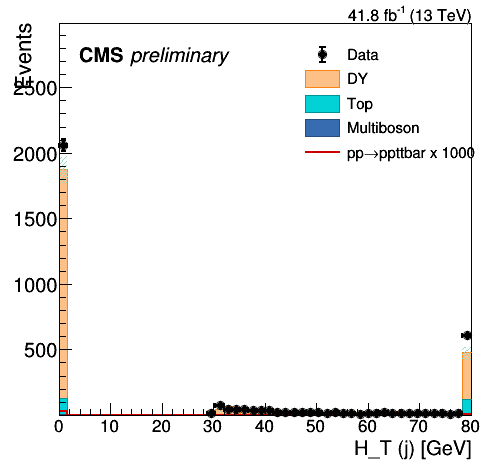 41.8 fb⁻¹ (13 TeV)
Events
CMS preliminary
Data
DY
Top
Multiboson
pp→ppttbar x 1000
2500
2000
1500
1000
500
0 10 20 30 40 50 60 70 80
H_T (j) [GeV]